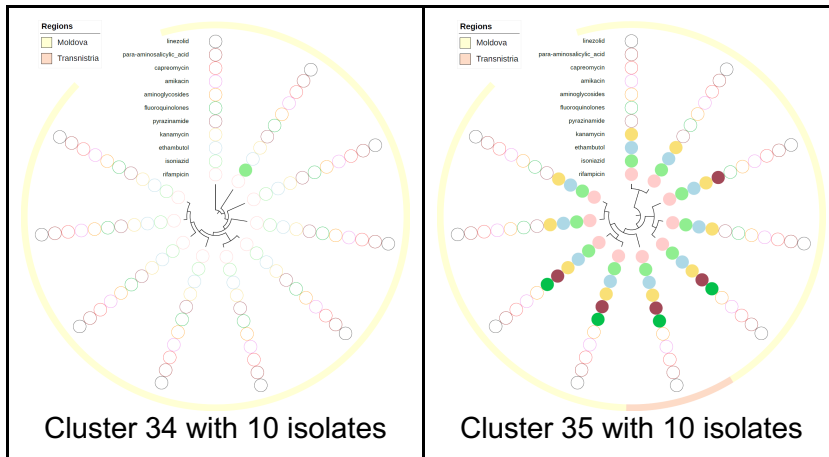 Regions
Moldova
Transnistria
linezolid
para-aminosalicylic_acid
capreomycin
amikacin
aminoglycosides
fluoroquinolones
pyrazinamide
kanamycin
ethambutol
isoniazid
rifampicin
Cluster 34 with 10 isolates
Regions
Moldova
Transnistria
linezolid
para-aminosalicylic_acid
capreomycin
amikacin
aminoglycosides
fluoroquinolones
pyrazinamide
kanamycin
ethambutol
isoniazid
rifampicin
Cluster 35 with 10 isolates